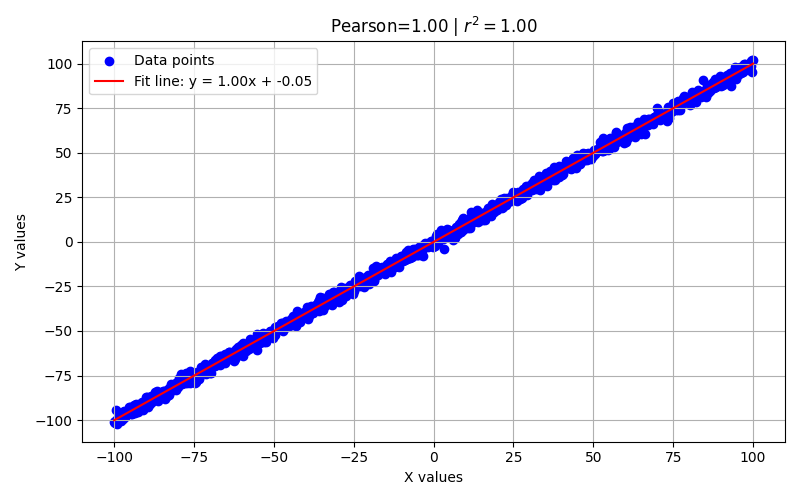 Pearson=1.00 | r² = 1.00
Data points
Fit line: y = 1.00x + -0.05
Y values
100
75
50
25
0
−25
−50
−75
−100
−100 −75 −50 −25 0 25 50 75 100
X values